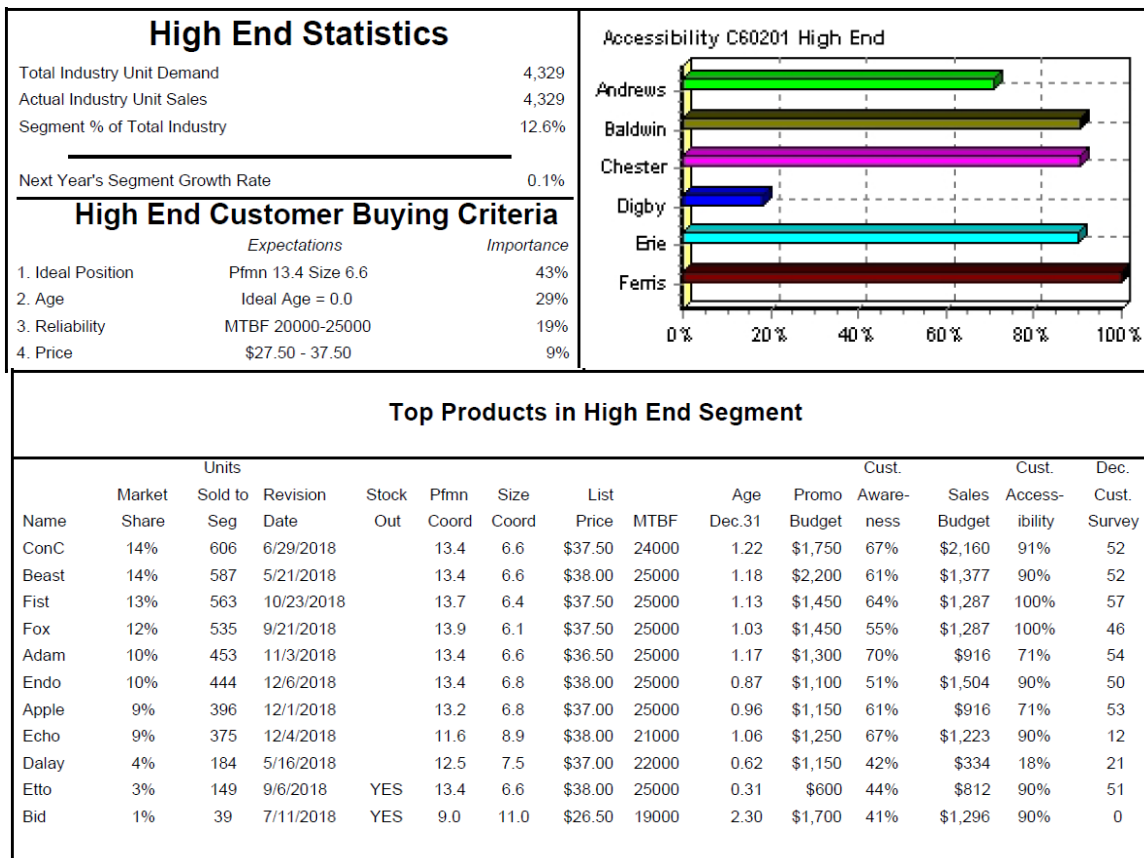 High End Statistics
Total Industry Unit Demand 4,329
Actual Industry Unit Sales 4,329
Segment % of Total Industry 12.6%
Next Year's Segment Growth Rate 0.1%
High End Customer Buying Criteria
Expectations Importance
1. Ideal Position Pfmn 13.4 Size 6.6 43%
2. Age Ideal Age = 0.0 29%
3. Reliability MTBF 20000-25000 19%
4. Price $27.50 - 37.50 9%
Accessibility C60201 High End
Andrews
Baldwin
Chester
Digby
Erie
Ferris
0% 20% 40% 60% 80% 100%
Top Products in High End Segment
Units Cust. Cust. Dec.
Market Sold to Revision Stock Pfmn Size List Age Promo Aware- Sales Access- Cust.
Name Share Seg Date Out Coord Coord Price MTBF Dec.31 Budget ness Budget ibility Survey
ConC 14% 606 6/29/2018 13.4 6.6 $37.50 24000 1.22 $1,750 67% $2,160 91% 52
Beast 14% 587 5/21/2018 13.4 6.6 $38.00 25000 1.18 $2,200 61% $1,377 90% 52
Fist 13% 563 10/23/2018 13.7 6.4 $37.50 25000 1.13 $1,450 64% $1,287 100% 57
Fox 12% 535 9/21/2018 13.9 6.1 $37.50 25000 1.03 $1,450 55% $1,287 100% 46
Adam 10% 453 11/3/2018 13.4 6.6 $36.50 25000 1.17 $1,300 70% $916 71% 54
Endo 10% 444 12/6/2018 13.4 6.8 $38.00 25000 0.87 $1,100 51% $1,504 90% 50
Apple 9% 396 12/1/2018 13.2 6.8 $37.00 25000 0.96 $1,150 61% $916 71% 53
Echo 9% 375 12/4/2018 11.6 8.9 $38.00 21000 1.06 $1,250 67% $1,223 90% 12
Dalay 4% 184 5/16/2018 12.5 7.5 $37.00 22000 0.62 $1,150 42% $334 18% 21
Etto 3% 149 9/6/2018 YES 13.4 6.6 $38.00 25000 0.31 $600 44% $812 90% 51
Bid 1% 39 7/11/2018 YES 9.0 11.0 $26.50 19000 2.30 $1,700 41% $1,296 90% 0